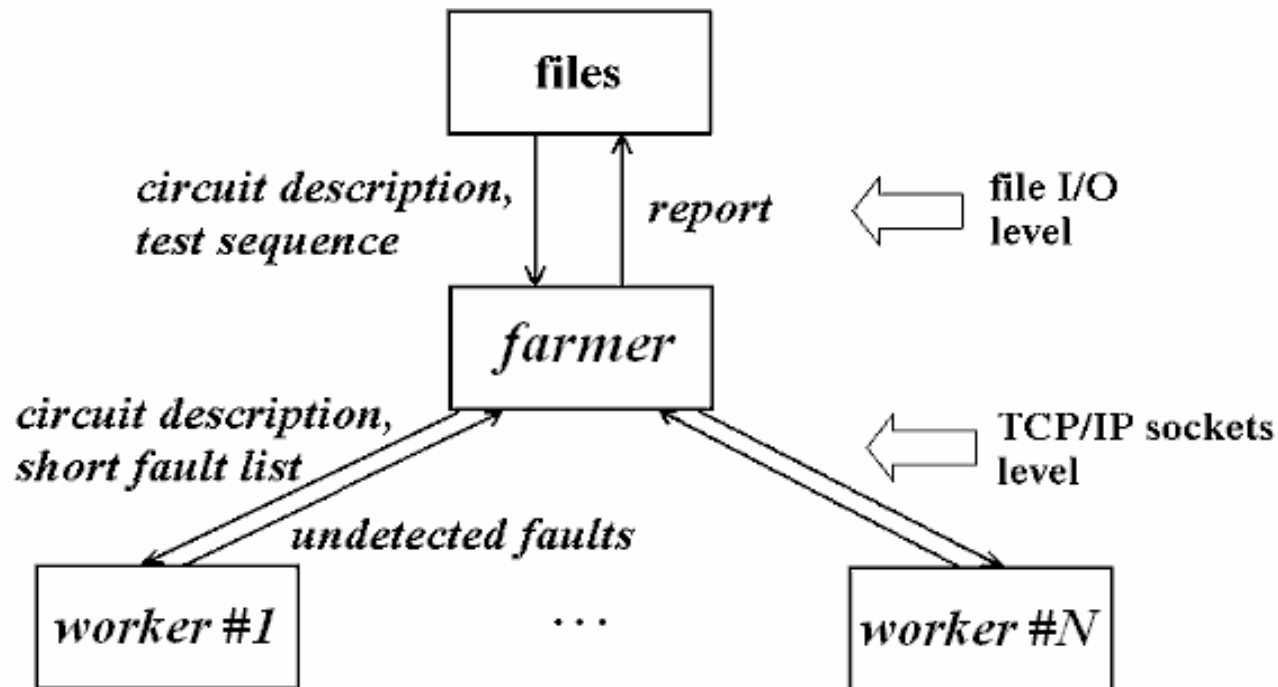 files
circuit description,
test sequence
report
file I/O
level
farmer
circuit description,
short fault list
TCP/IP sockets
level
undetected faults
worker #1
...
worker #N